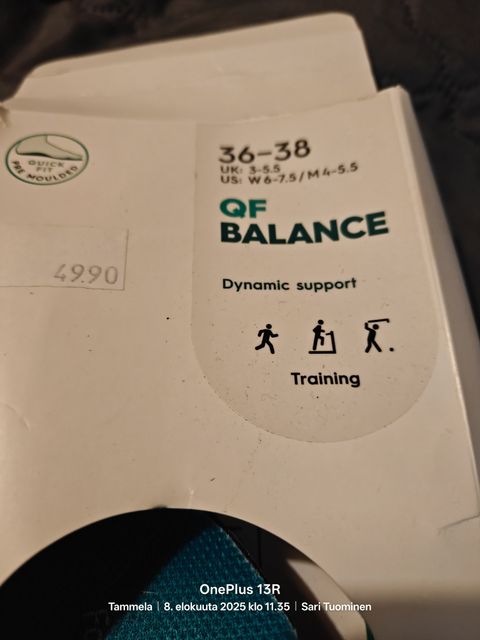 QUICK
FIT
PRE MOULDED
36–38
UK: 3-5.5
US: W 6-7.5 / M 4-5.5
QF
BALANCE
49.90
Dynamic support
Training
OnePlus 13R
Tammela | 8. elokuuta 2025 klo 11.35 | Sari Tuominen